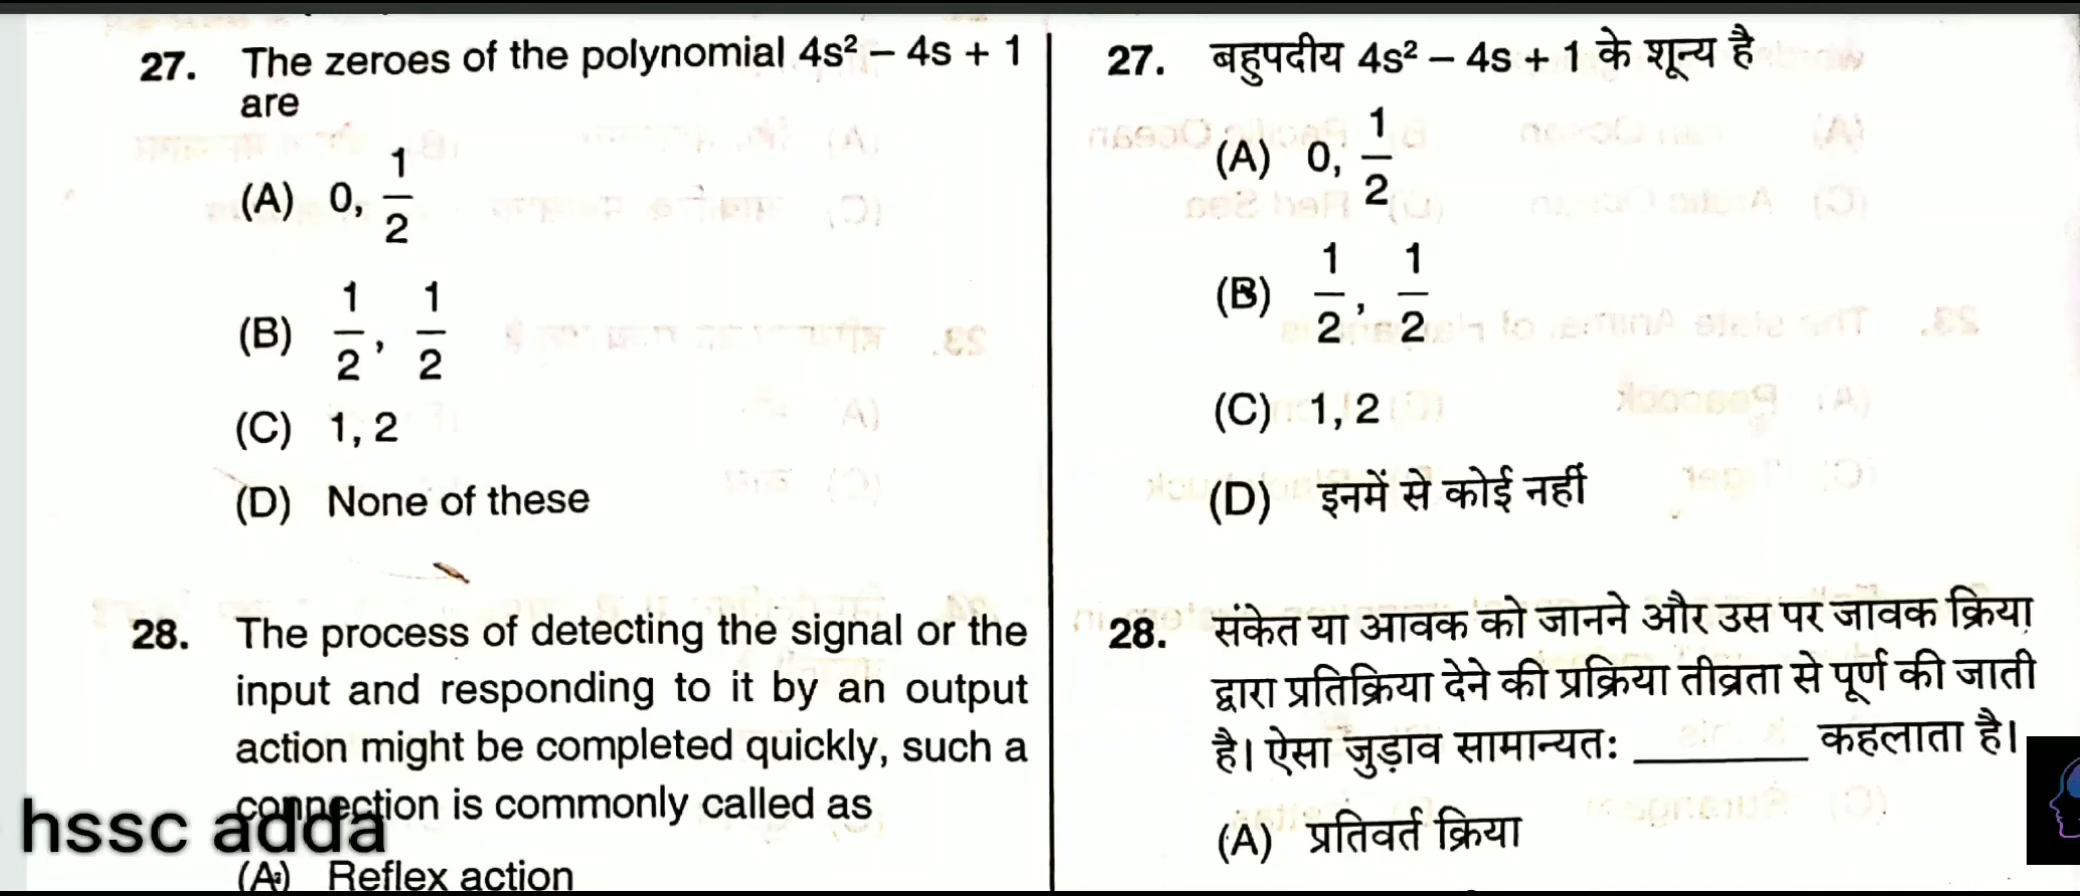 27. The zeroes of the polynomial 4s² – 4s + 1
are
(A) 0, 1/2
(B) 1/2, 1/2
(C) 1, 2
(D) None of these
28. The process of detecting the signal or the
input and responding to it by an output
action might be completed quickly, such a
connection is commonly called as
(A) Reflex action
27. बहुपदीय 4s² – 4s + 1 के शून्य है
(A) 0, 1/2
(B) 1/2, 1/2
(C) 1, 2
(D) इनमें से कोई नहीं
28. संकेत या आवक को जानने और उस पर जावक क्रिया
द्वारा प्रतिक्रिया देने की प्रक्रिया तीव्रता से पूर्ण की जाती
है। ऐसा जुड़ाव सामान्यतः ________ कहलाता है।
(A) प्रतिवर्त क्रिया
hssc adda